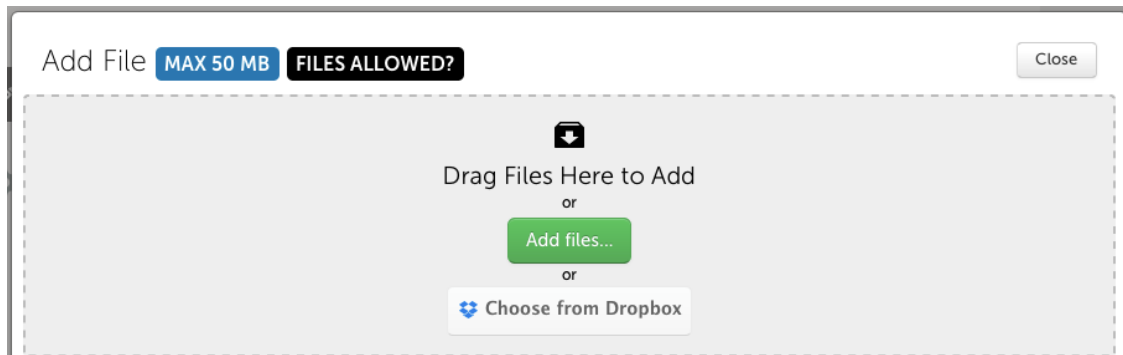 Add File MAX 50 MB FILES ALLOWED? Close
Drag Files Here to Add
or
Add files...
or
Choose from Dropbox